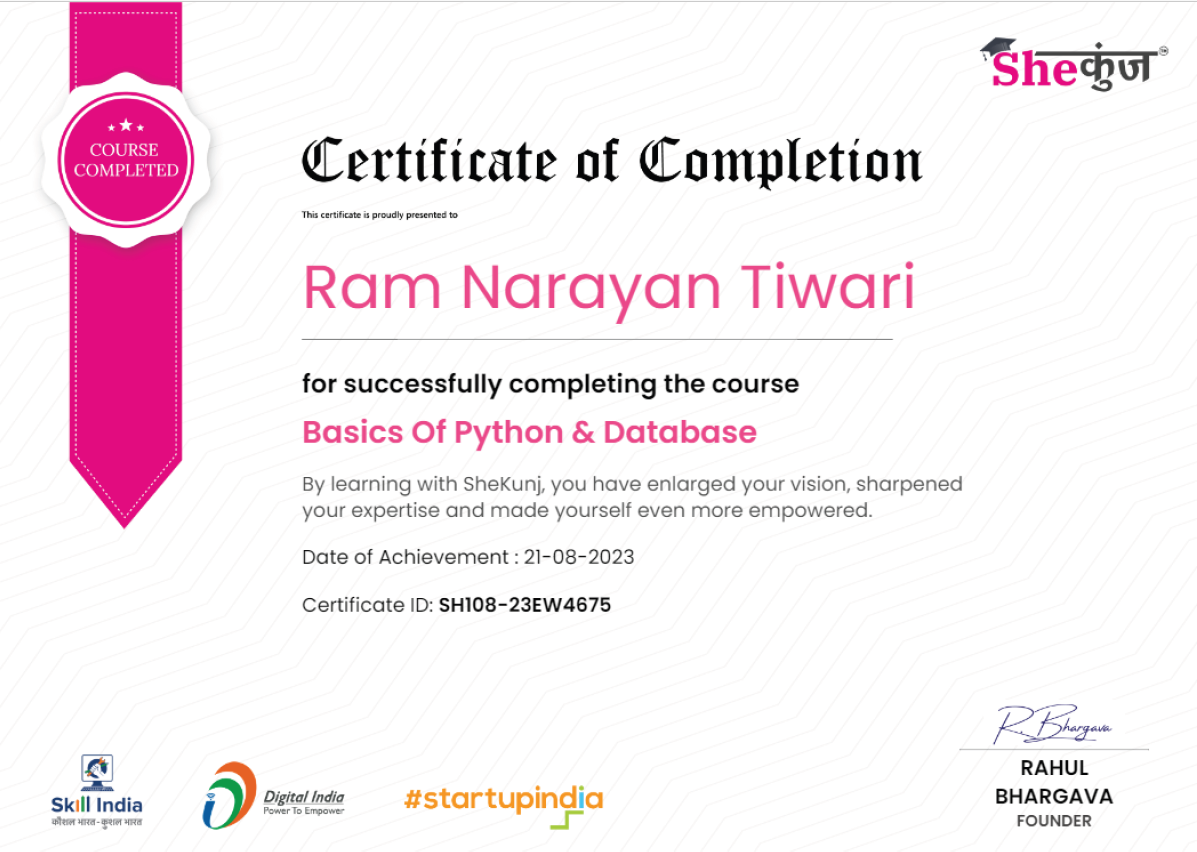 COURSE
COMPLETED
Sheकुंज
TM
Certificate of Completion
This certificate is proudly presented to
Ram Narayan Tiwari
for successfully completing the course
Basics Of Python & Database
By learning with SheKunj, you have enlarged your vision, sharpened
your expertise and made yourself even more empowered.
Date of Achievement : 21-08-2023
Certificate ID: SH108-23EW4675
Skill India
कौशल भारत-कुशल भारत
Digital India
Power To Empower
#startupindia
R. Bhargava
RAHUL
BHARGAVA
FOUNDER